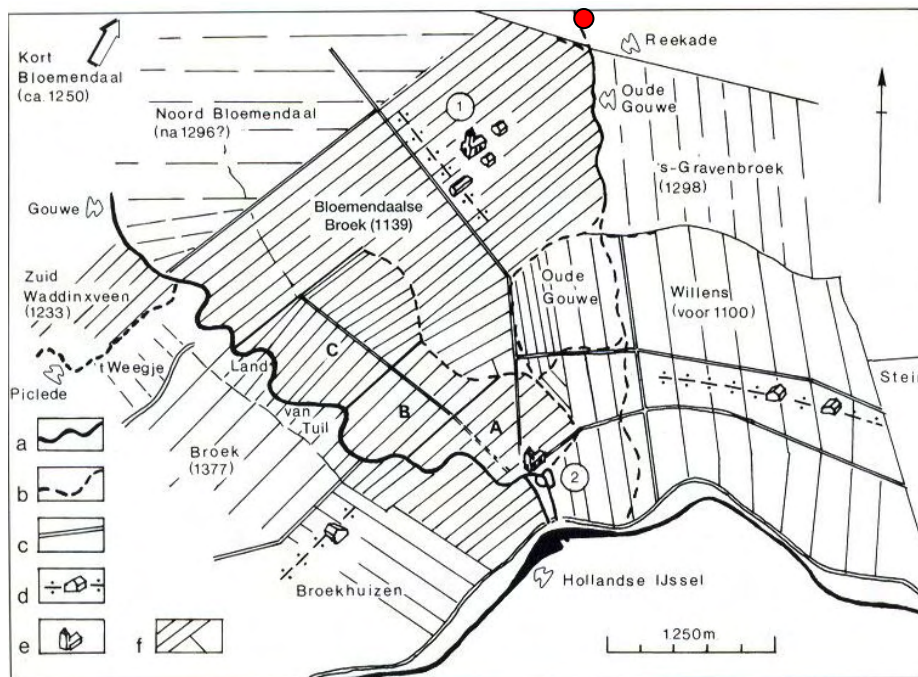 Kort
Bloemendaal
(ca. 1250)
Reekade
Noord Bloemendaal
(na 1296?)
1
Oude
Gouwe
's-Gravenbroek
(1298)
Gouwe
Bloemendaalse
Broek (1139)
Zuid
Waddinxveen
(1233)
Oude
Gouwe
Willens
(voor 1100)
't Weegje
Land
van
Tuil
C
B
A
Stein
Piclede
Broek
(1377)
2
a
b
c
d
e
f
Broekhuizen
Hollandse IJssel
1250m